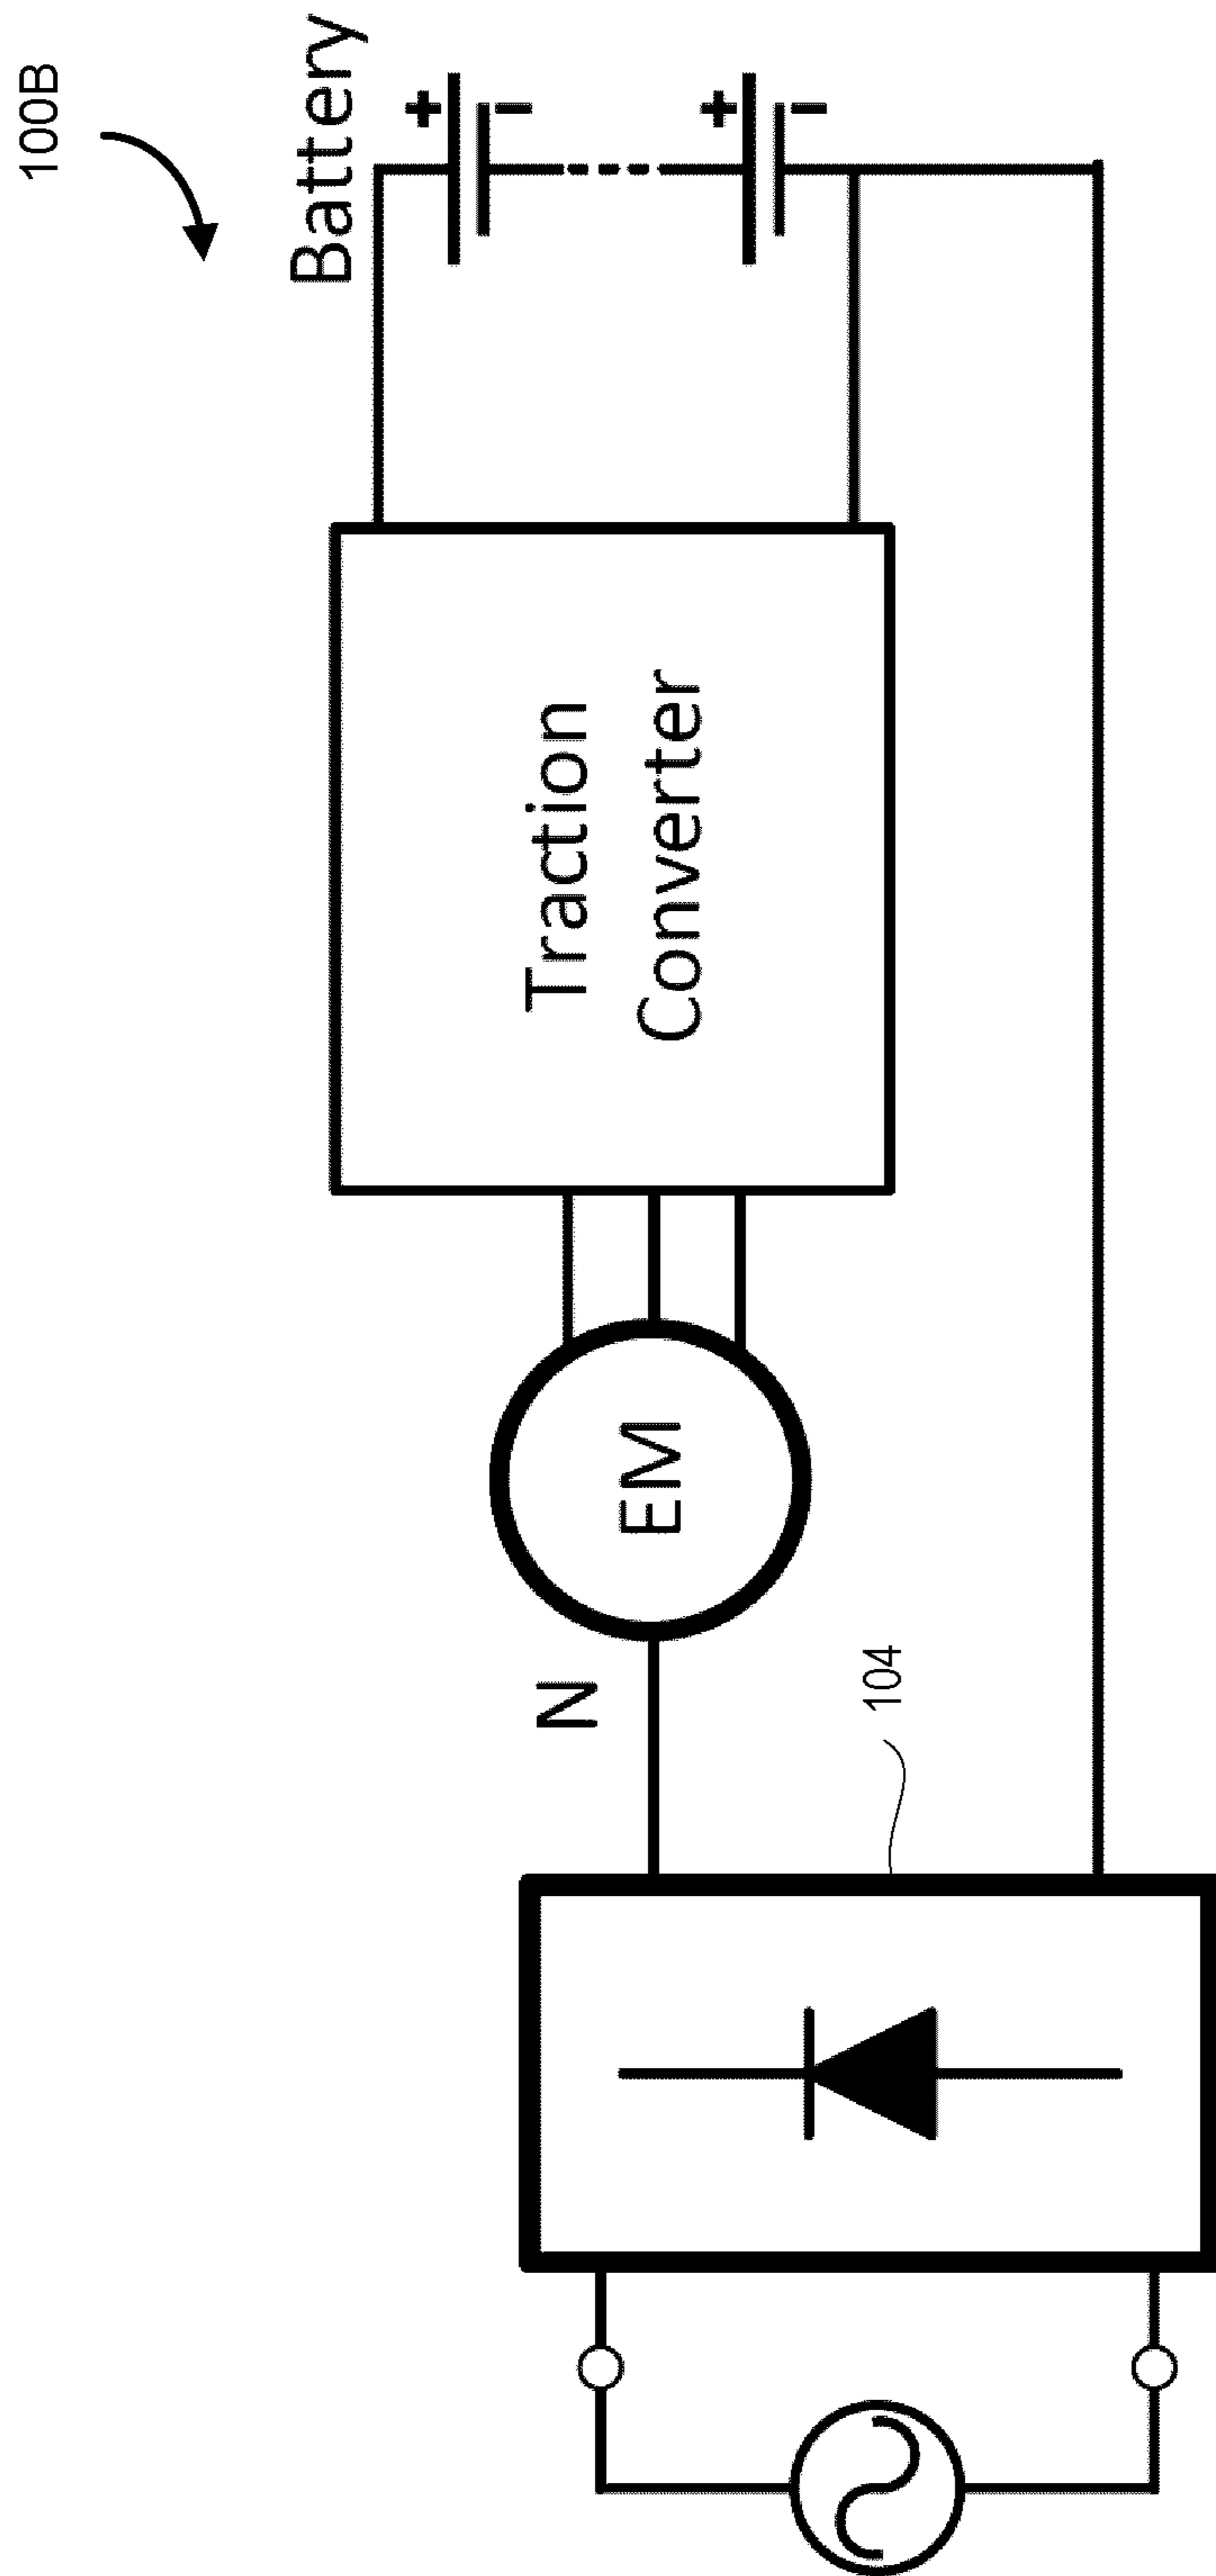 100B
Battery
+
-
+
-
Traction
Converter
EM
N
104